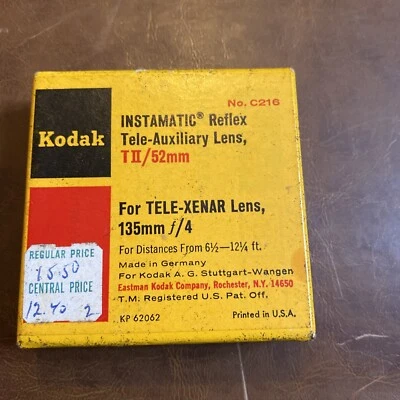 No. C216
Kodak
INSTAMATIC® Reflex
Tele-Auxiliary Lens,
TII/52mm
For TELE-XENAR Lens,
135mm f/4
For Distances From 6½—12¼ ft.
Made in Germany
For Kodak A. G. Stuttgart-Wangen
Eastman Kodak Company, Rochester, N.Y. 14650
T.M. Registered U.S. Pat. Off.
KP 62062
Printed in U.S.A.
REGULAR PRICE
15.50
CENTRAL PRICE
12.40 2